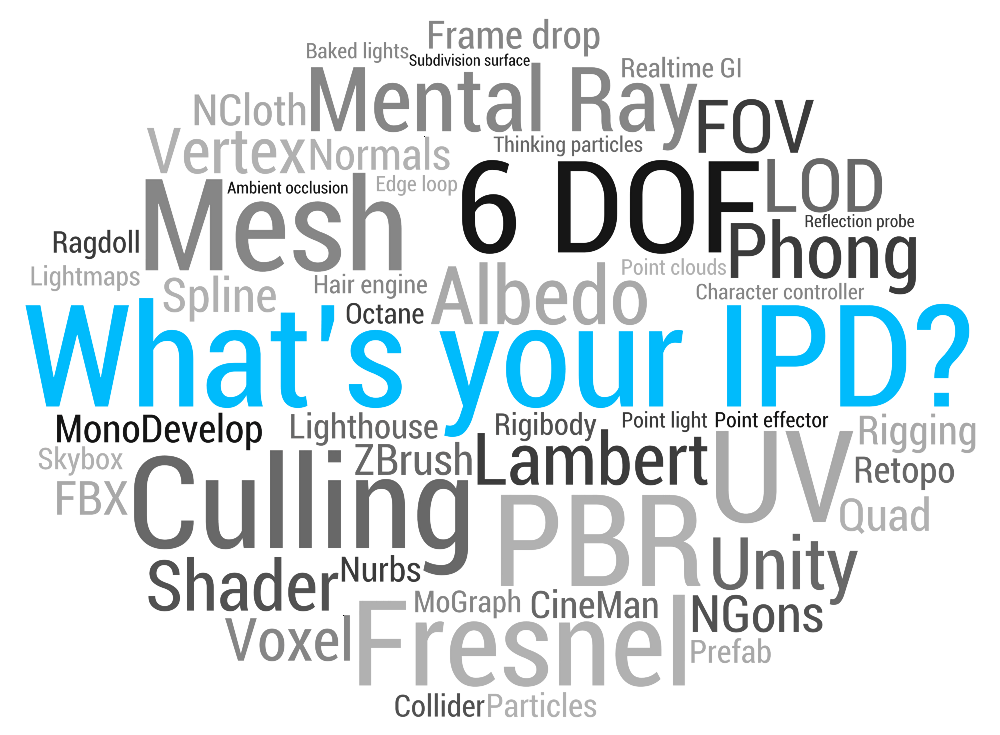 Frame drop
Baked lights
Subdivision surface
Realtime GI
Mental Ray
NCloth
FOV
Vertex
Normals
Thinking particles
6 DOF
LOD
Mesh
Ambient occlusion
Edge loop
Reflection probe
Ragdoll
Phong
Lightmaps
Spline
Hair engine
Albedo
Point clouds
Character controller
Octane
What's your IPD?
MonoDevelop
Lighthouse
Rigibody
Point light
Point effector
Rigging
Skybox
ZBrush
Lambert
UV
Retopo
FBX
Culling
PBR
Quad
Shader
Nurbs
Unity
MoGraph
CineMan
NGons
Voxel
Fresnel
Prefab
Collider
Particles